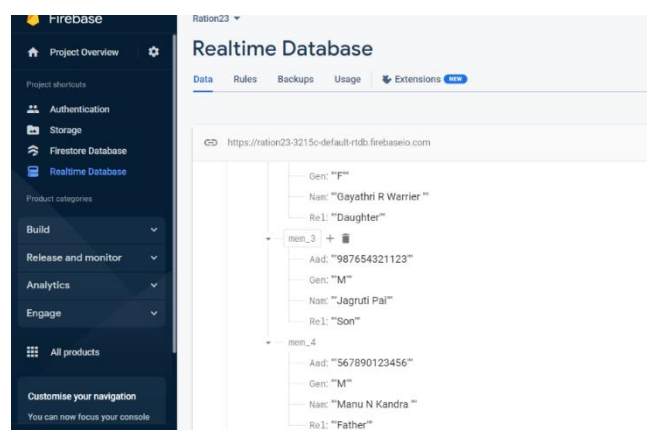 Firebase
Ration23
Project Overview
Realtime Database
Project shortcuts
Data Rules Backups Usage Extensions NEW
Authentication
Storage
Firestore Database
Realtime Database
Product categories
Build
Release and monitor
Analytics
Engage
All products
Customise your navigation
You can now focus your console
https://ration23-3215c-default-rtdb.firebaseio.com
Gen: ""F""
Nam: ""Gayathri R Warrier ""
Rel: ""Daughter""
mem_3
Aad: ""987654321123""
Gen: ""M""
Nam: ""Jagruti Pai""
Rel: ""Son""
mem_4
Aad: ""567890123456""
Gen: ""M""
Nam: ""Manu N Kandra ""
Rel: ""Father""